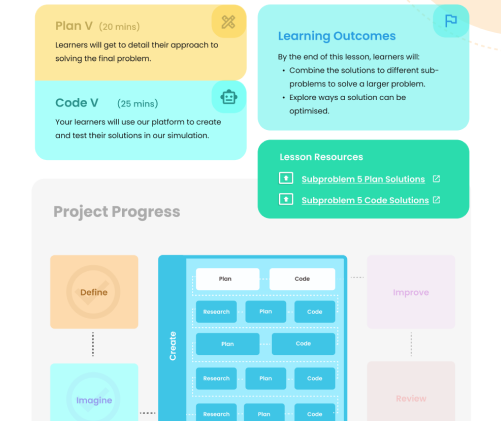 Plan V (20 mins)
Learners will get to detail their approach to
solving the final problem.
Code V (25 mins)
Your learners will use our platform to create
and test their solutions in our simulation.
Learning Outcomes
By the end of this lesson, learners will:
• Combine the solutions to different sub-
problems to solve a larger problem.
• Explore ways a solution can be
optimised.
Lesson Resources
Subproblem 5 Plan Solutions
Subproblem 5 Code Solutions
Project Progress
Define
Imagine
Create
Plan Code
Research Plan Code
Plan Code
Research Plan Code
Research Plan Code
Improve
Review